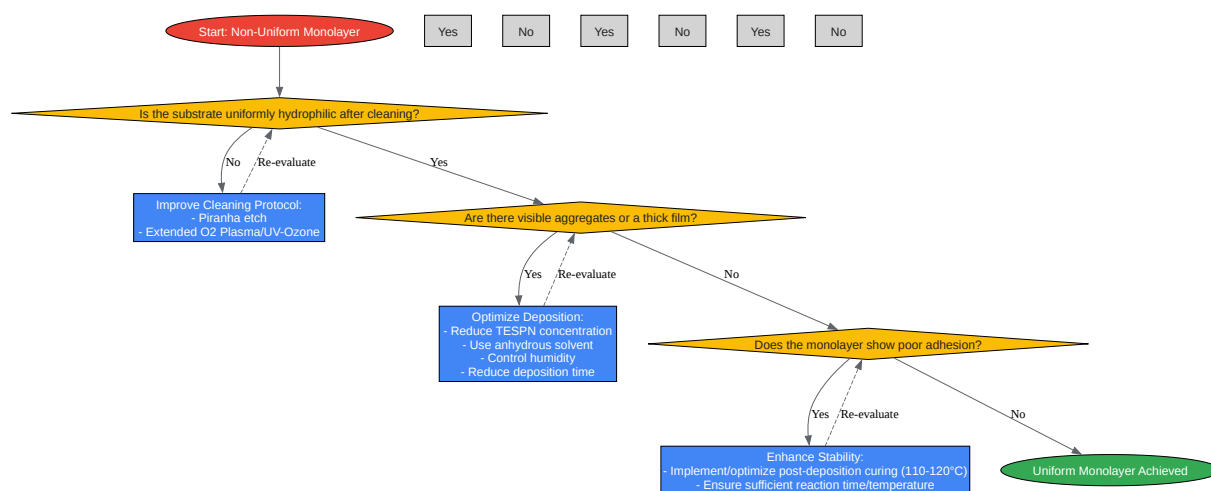 Start: Non-Uniform Monolayer
Yes
No
Yes
No
Yes
No
Is the substrate uniformly hydrophilic after cleaning?
No
Re-evaluate
Yes
Improve Cleaning Protocol:
- Piranha etch
- Extended O2 Plasma/UV-Ozone
Are there visible aggregates or a thick film?
Yes
Re-evaluate
No
Optimize Deposition:
- Reduce TESPN concentration
- Use anhydrous solvent
- Control humidity
- Reduce deposition time
Does the monolayer show poor adhesion?
Yes
Re-evaluate
No
Enhance Stability:
- Implement/optimize post-deposition curing (110-120°C)
- Ensure sufficient reaction time/temperature
Uniform Monolayer Achieved